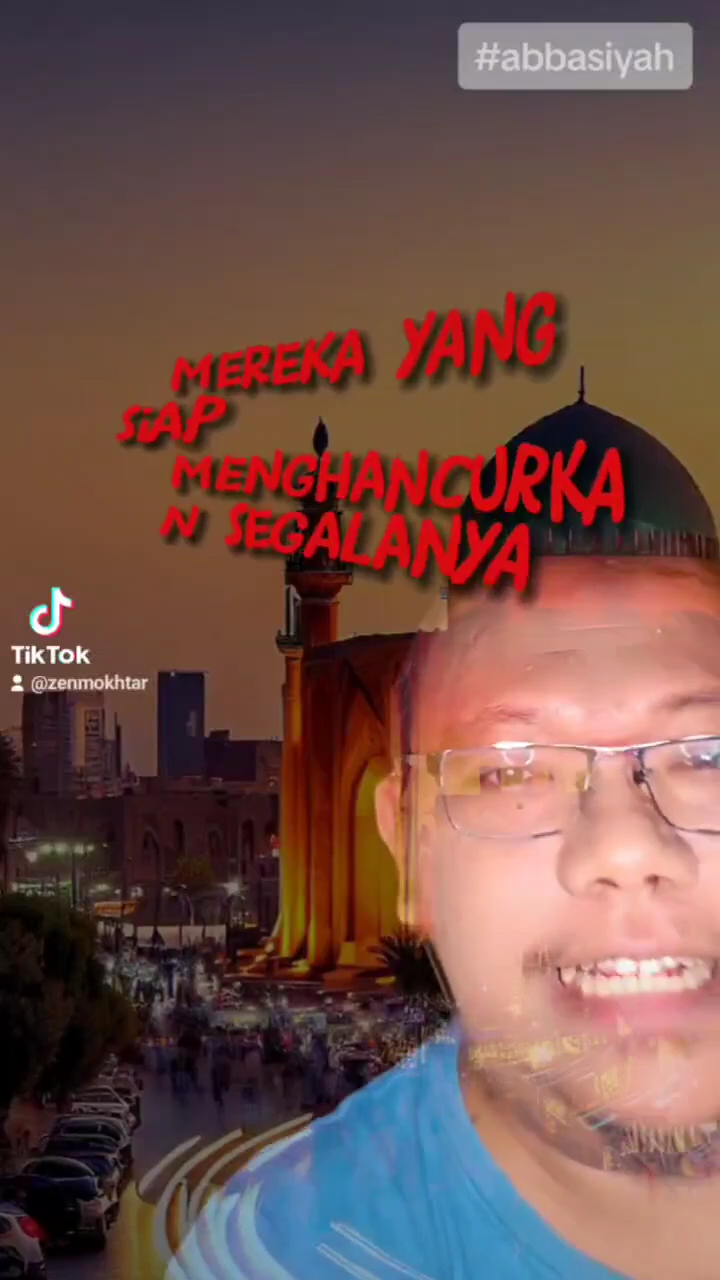 #abbasiyah
MEREKA YANG
SIAP
MENGHANCURKA
N SEGALANYA
TikTok
@zenmokhtar